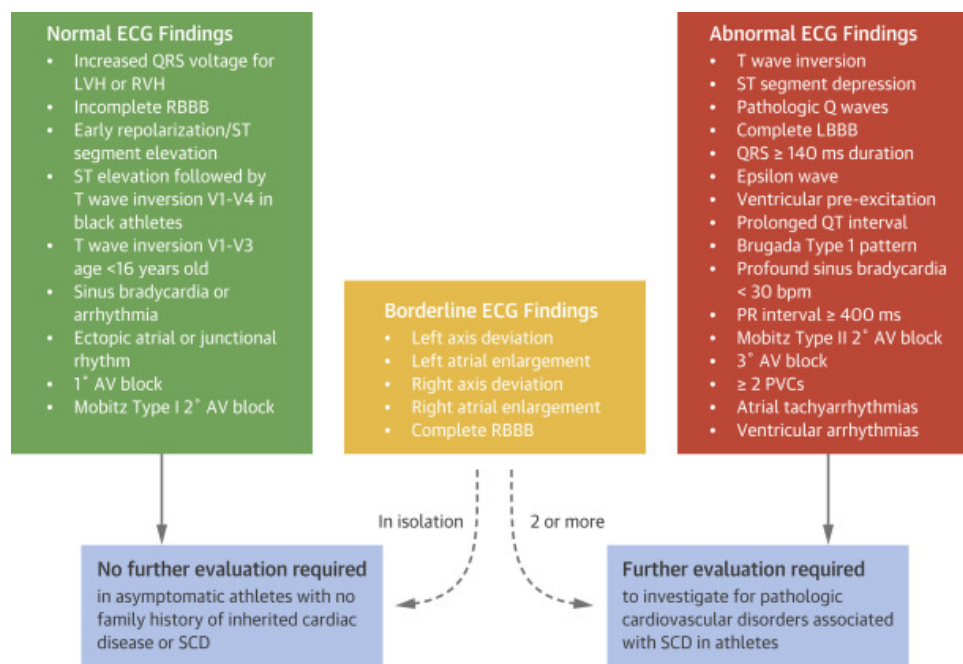 Normal ECG Findings
• Increased QRS voltage for
LVH or RVH
• Incomplete RBBB
• Early repolarization/ST
segment elevation
• ST elevation followed by
T wave inversion V1-V4 in
black athletes
• T wave inversion V1-V3
age <16 years old
• Sinus bradycardia or
arrhythmia
• Ectopic atrial or junctional
rhythm
• 1˚ AV block
• Mobitz Type I 2˚ AV block
Borderline ECG Findings
• Left axis deviation
• Left atrial enlargement
• Right axis deviation
• Right atrial enlargement
• Complete RBBB
Abnormal ECG Findings
• T wave inversion
• ST segment depression
• Pathologic Q waves
• Complete LBBB
• QRS ≥ 140 ms duration
• Epsilon wave
• Ventricular pre-excitation
• Prolonged QT interval
• Brugada Type 1 pattern
• Profound sinus bradycardia
< 30 bpm
• PR interval ≥ 400 ms
• Mobitz Type II 2˚ AV block
• 3˚ AV block
• ≥ 2 PVCs
• Atrial tachyarrhythmias
• Ventricular arrhythmias
In isolation
2 or more
No further evaluation required
in asymptomatic athletes with no
family history of inherited cardiac
disease or SCD
Further evaluation required
to investigate for pathologic
cardiovascular disorders associated
with SCD in athletes